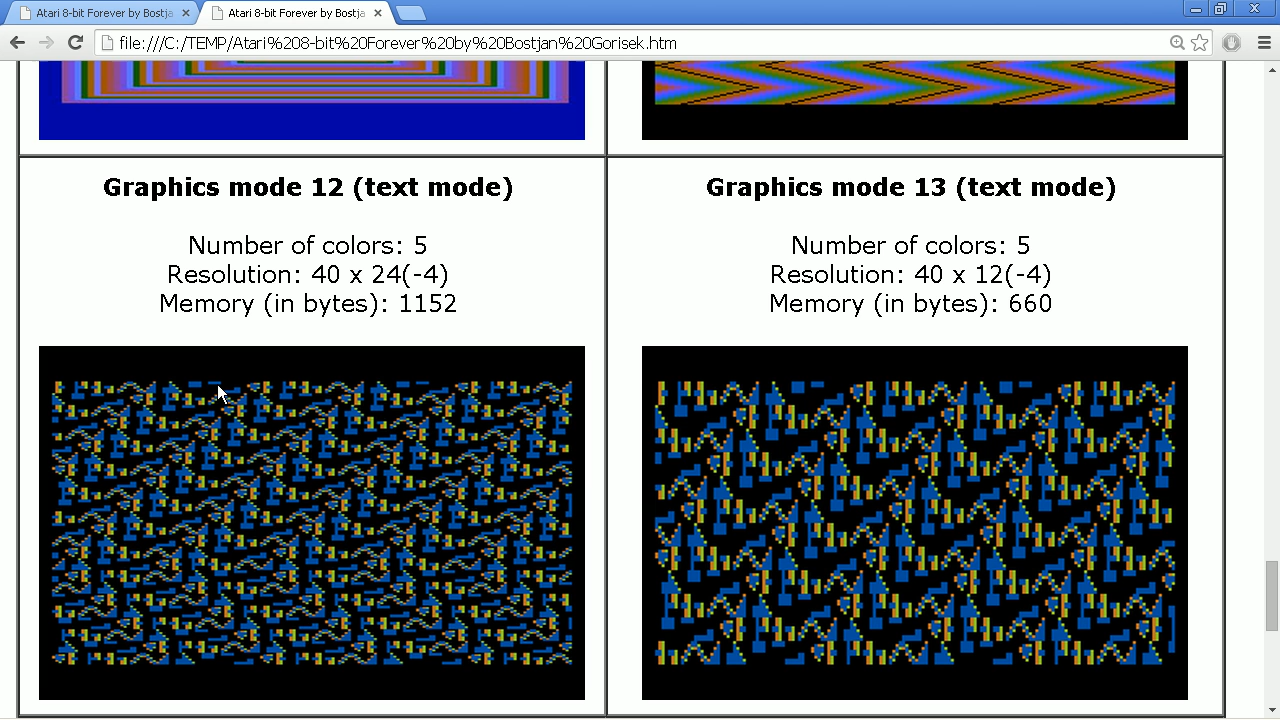 Atari 8-bit Forever by Bostja
Atari 8-bit Forever by Bostja
file:///C:/TEMP/Atari%208-bit%20Forever%20by%20Bostjan%20Gorisek.htm
Graphics mode 12 (text mode)
Number of colors: 5
Resolution: 40 x 24(-4)
Memory (in bytes): 1152
Graphics mode 13 (text mode)
Number of colors: 5
Resolution: 40 x 12(-4)
Memory (in bytes): 660